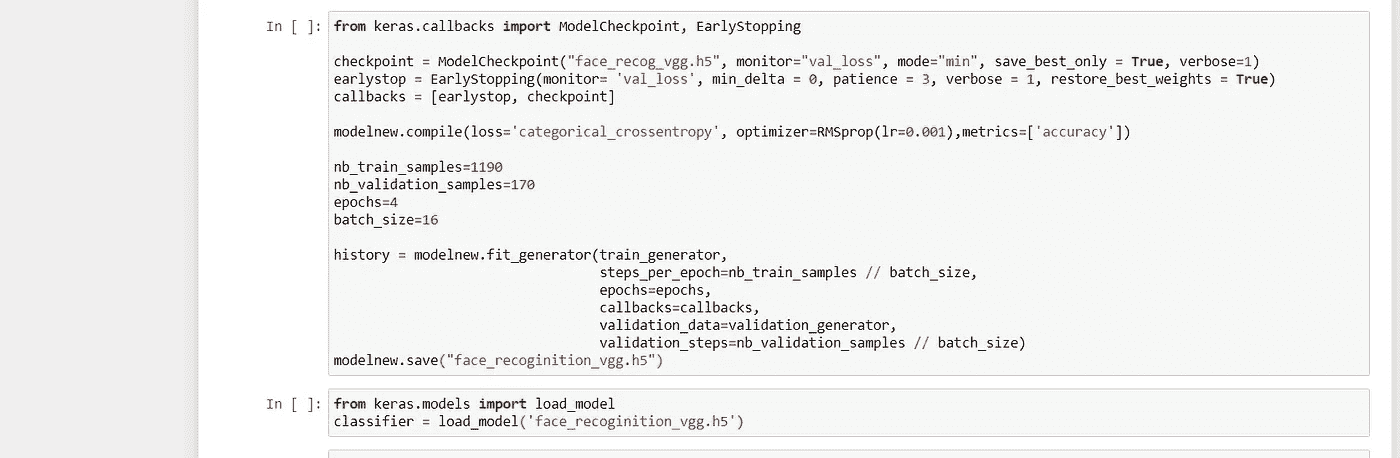 In [ ]: from keras.callbacks import ModelCheckpoint, EarlyStopping
checkpoint = ModelCheckpoint("face_recog_vgg.h5", monitor="val_loss", mode="min", save_best_only = True, verbose=1)
earlystop = EarlyStopping(monitor= 'val_loss', min_delta = 0, patience = 3, verbose = 1, restore_best_weights = True)
callbacks = [earlystop, checkpoint]
modelnew.compile(loss='categorical_crossentropy', optimizer=RMSprop(lr=0.001),metrics=['accuracy'])
nb_train_samples=1190
nb_validation_samples=170
epochs=4
batch_size=16
history = modelnew.fit_generator(train_generator,
steps_per_epoch=nb_train_samples // batch_size,
epochs=epochs,
callbacks=callbacks,
validation_data=validation_generator,
validation_steps=nb_validation_samples // batch_size)
modelnew.save("face_recoginition_vgg.h5")
In [ ]: from keras.models import load_model
classifier = load_model('face_recoginition_vgg.h5')